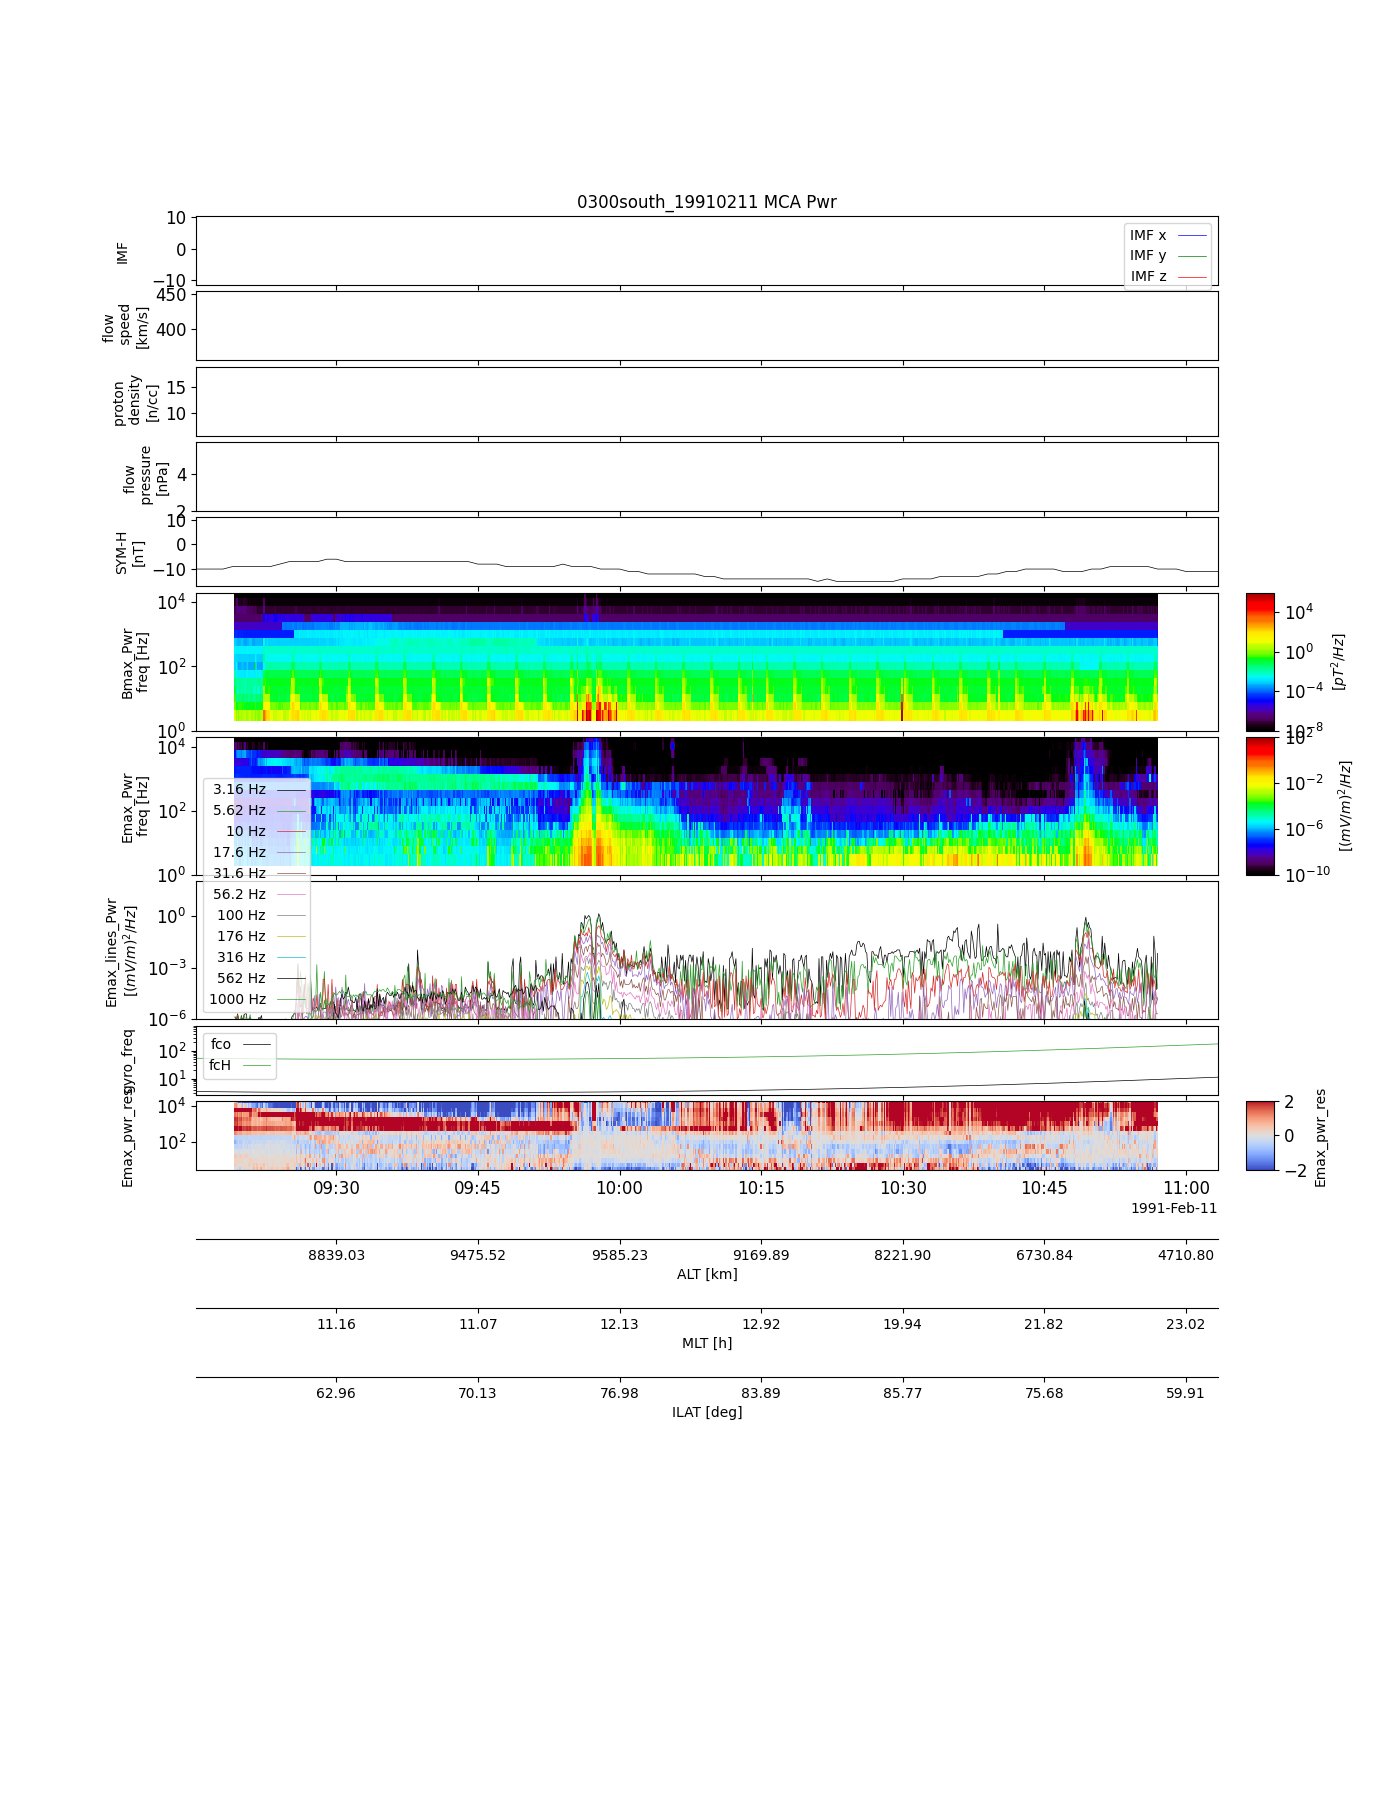 0300south_19910211 MCA Pwr
10
0
−10
IMF
IMF x
IMF y
IMF z
450
400
flow
speed
[km/s]
15
10
proton
density
[n/cc]
4
2
flow
pressure
[nPa]
10
0
−10
SYM-H
[nT]
10^4
10^2
10^0
Bmax_Pwr
freq [Hz]
10^4
10^0
10^−4
10^−8
[pT^2/Hz]
10^4
10^2
10^0
Emax_Pwr
freq [Hz]
10^2
10^−2
10^−6
10^−10
[(mV/m)^2/Hz]
3.16 Hz
5.62 Hz
10 Hz
17.6 Hz
31.6 Hz
56.2 Hz
100 Hz
176 Hz
316 Hz
562 Hz
1000 Hz
10^0
10^−3
10^−6
Emax_lines_Pwr
[(mV/m)^2/Hz]
fco
fcH
10^2
10^1
gyro_freq
10^4
10^2
Emax_pwr_res
2
0
−2
Emax_pwr_res
09:30 09:45 10:00 10:15 10:30 10:45 11:00
1991-Feb-11
8839.03 9475.52 9585.23 9169.89 8221.90 6730.84 4710.80
ALT [km]
11.16 11.07 12.13 12.92 19.94 21.82 23.02
MLT [h]
62.96 70.13 76.98 83.89 85.77 75.68 59.91
ILAT [deg]